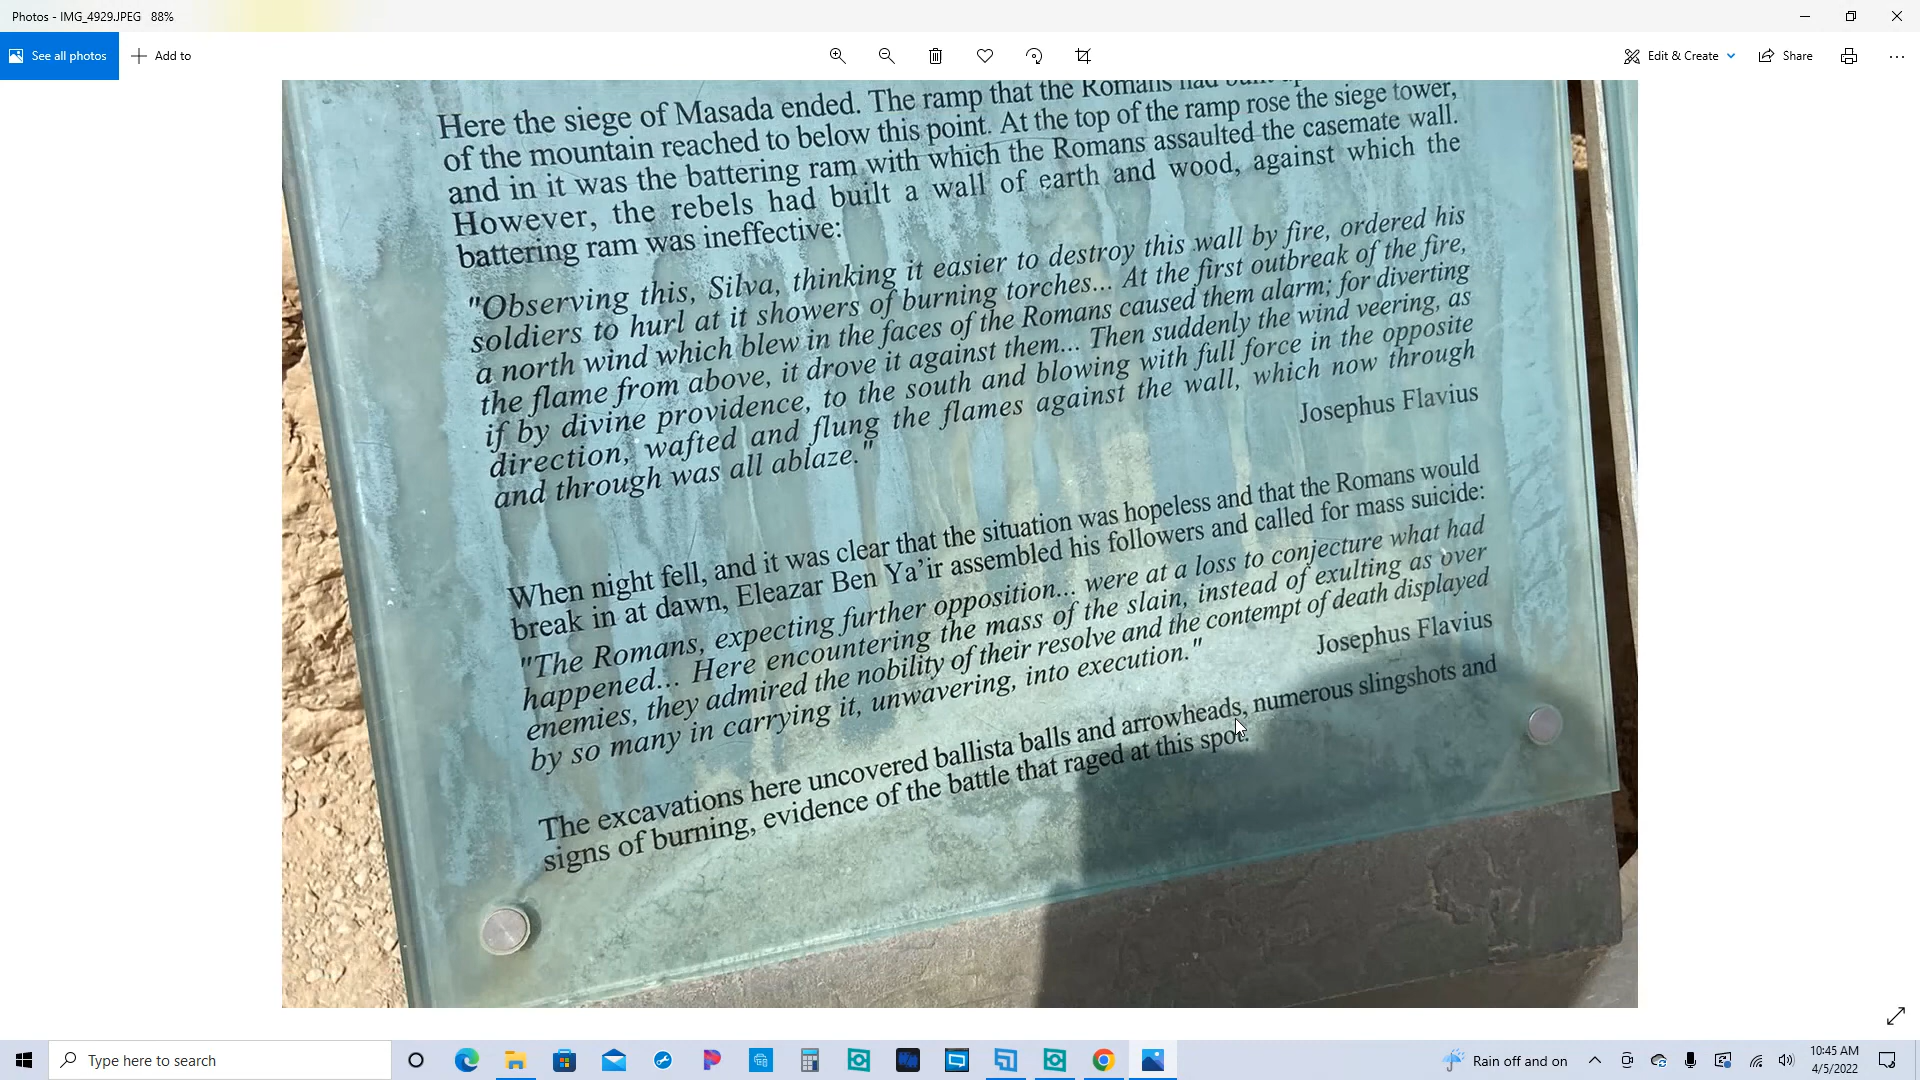 Photos - IMG_4929.JPEG 88%
See all photos
Add to
Edit & Create
Share
Here the siege of Masada ended. The ramp that the Romans had built
of the mountain reached to below this point. At the top of the ramp rose the siege tower,
and in it was the battering ram with which the Romans assaulted the casemate wall.
However, the rebels had built a wall of earth and wood, against which the
battering ram was ineffective:
"Observing this, Silva, thinking it easier to destroy this wall by fire, ordered his
soldiers to hurl at it showers of burning torches... At the first outbreak of the fire,
a north wind which blew in the faces of the Romans caused them alarm; for diverting
the flame from above, it drove it against them... Then suddenly the wind veering, as
if by divine providence, to the south and blowing with full force in the opposite
direction, wafted and flung the flames against the wall, which now through
and through was all ablaze."
Josephus Flavius
When night fell, and it was clear that the situation was hopeless and that the Romans would
break in at dawn, Eleazar Ben Ya'ir assembled his followers and called for mass suicide:
"The Romans, expecting further opposition... were at a loss to conjecture what had
happened... Here encountering the mass of the slain, instead of exulting as over
enemies, they admired the nobility of their resolve and the contempt of death displayed
by so many in carrying it, unwavering, into execution."
Josephus Flavius
The excavations here uncovered ballista balls and arrowheads, numerous slingshots and
signs of burning, evidence of the battle that raged at this spot.
Type here to search
Rain off and on
10:45 AM
4/5/2022